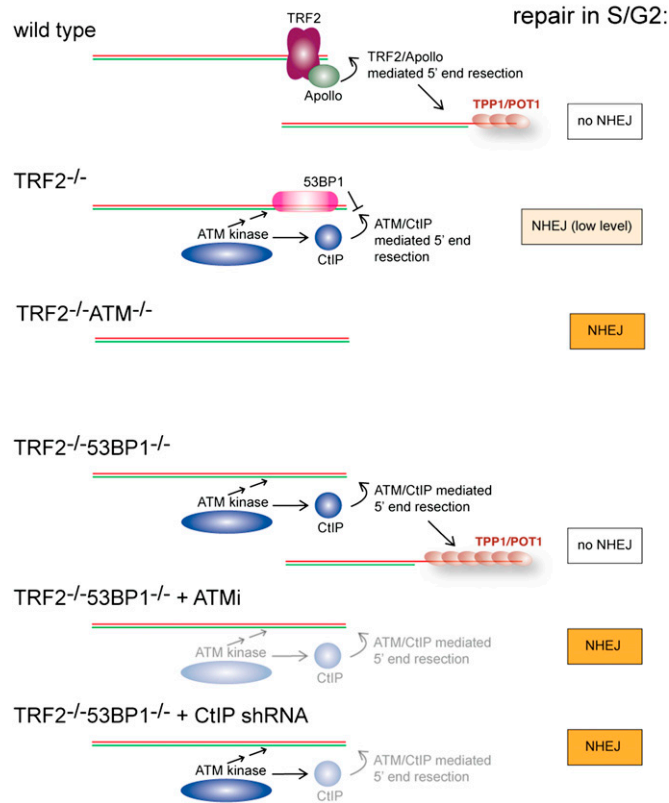 repair in S/G2:
wild type
TRF2
Apollo
TRF2/Apollo
mediated 5' end resection
TPP1/POT1
no NHEJ
TRF2-/-
53BP1
ATM kinase
CtIP
ATM/CtIP
mediated 5' end
resection
NHEJ (low level)
TRF2-/-ATM-/-
NHEJ
TRF2-/-53BP1-/-
ATM kinase
CtIP
ATM/CtIP mediated
5' end resection
TPP1/POT1
no NHEJ
TRF2-/-53BP1-/- + ATMi
ATM kinase
CtIP
ATM/CtIP mediated
5' end resection
NHEJ
TRF2-/-53BP1-/- + CtIP shRNA
ATM kinase
CtIP
ATM/CtIP mediated
5' end resection
NHEJ